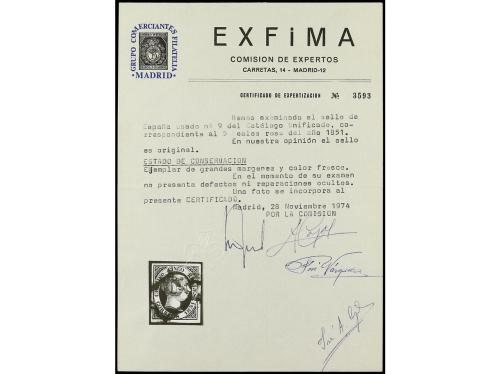 GRUPO COMERCIANTES FILATELIA
MADRID
EXFiMA
COMISION DE EXPERTOS
CARRETAS, 14 - MADRID-12
CERTIFICADO DE EXPERTIZACION Nº 3593
Hemos examinado el sello de
España usado nº 9 del Catálogo Unificado, co-
rrespondiente al 5 reales rosa del año 1851.
En nuestra opinión el sello
es original.
ESTADO DE CONSERVACION
Ejemplar de grandes margenes y color fresco.
En el momento de su examen
no presenta defectos ni reparaciones ocultos.
Una foto se incorpora al
presente CERTIFICADO.
Madrid, 28 Noviembre 1974
POR LA COMISION